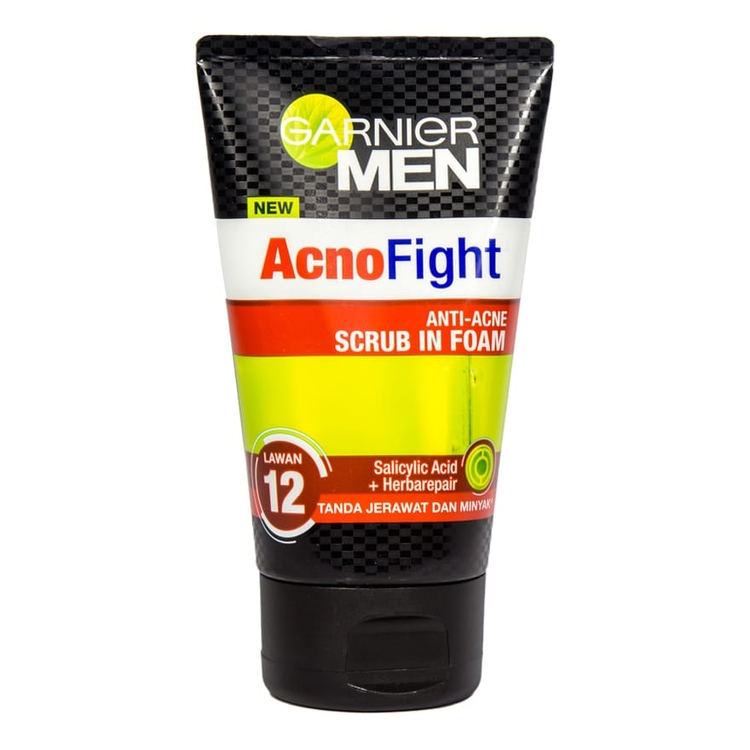 GARNIER
MEN
NEW
AcnoFight
ANTI-ACNE
SCRUB IN FOAM
LAWAN
12
Salicylic Acid
+ Herbarepair
TANDA JERAWAT DAN MINYAK*